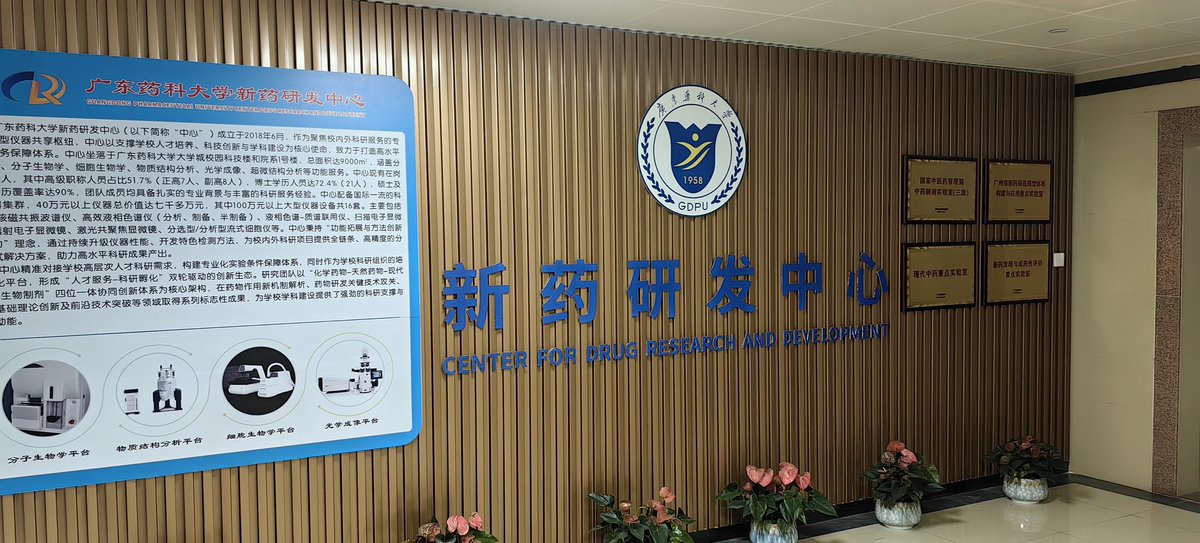 广东药科大学新药研发中心
GUANGDONG PHARMACEUTICAL UNIVERSITY CENTER DRUG RESEARCH AND DEVELOPMENT
广东药科大学新药研发中心（以下简称“中心”）成立于2018年6月，作为聚焦校内外科研服务的专
型仪器共享枢纽，中心以支撑学校人才培养、科技创新与学科建设为核心使命，致力于打造高水平
务保障体系。中心坐落于广东药科大学大学城校园科技楼和院系1号楼，总面积达9000m²，涵盖分
、分子生物学、细胞生物学、物质结构分析、光学成像、超微结构分析等功能服务。中心现有在岗
人，其中高级职称人员占比51.7%（正高7人、副高8人），博士学历人员达72.4%（21人），硕士及
历覆盖率达90%，团队成员均具备扎实的专业背景与丰富的科研服务经验。中心配备国际一流的科
器集群，40万元以上仪器总价值达七千多万元，其中100万元以上大型仪器设备共16套。主要包括
核磁共振波谱仪、高效液相色谱仪（分析、制备、半制备）、液相色谱-质谱联用仪、扫描电子显微
射电子显微镜、激光共聚焦显微镜、分选型/分析型流式细胞仪等。中心秉持“功能拓展与方法创新
”理念，通过持续升级仪器性能、开发特色检测方法，为校内外科研项目提供全链条、高精度的分
式解决方案，助力高水平科研成果产出。
中心精准对接学校高层次人才科研需求，构建专业化实验条件保障体系，同时作为学校科研组织的培
化平台，形成“人才服务-科研孵化”双轮驱动的创新生态。研究团队以“化学药物-天然药物-现代
生物制剂”四位一体协同创新体系为核心架构，在药物作用新机制解析、药物研发关键技术攻关、
基础理论创新及前沿技术突破等领域取得系列标志性成果，为学校学科建设提供了强劲的科研支撑与
动能。
分子生物学平台
物质结构分析平台
细胞生物学平台
光学成像平台
广东药科大学
1958
GDPU
新药研发中心
CENTER FOR DRUG RESEARCH AND DEVELOPMENT
国家中医药管理局
中药制剂实验室(三级)
广州市新药筛选模型体系
构建与应用重点实验室
现代中药重点实验室
新药发现与成药性评价
重点实验室